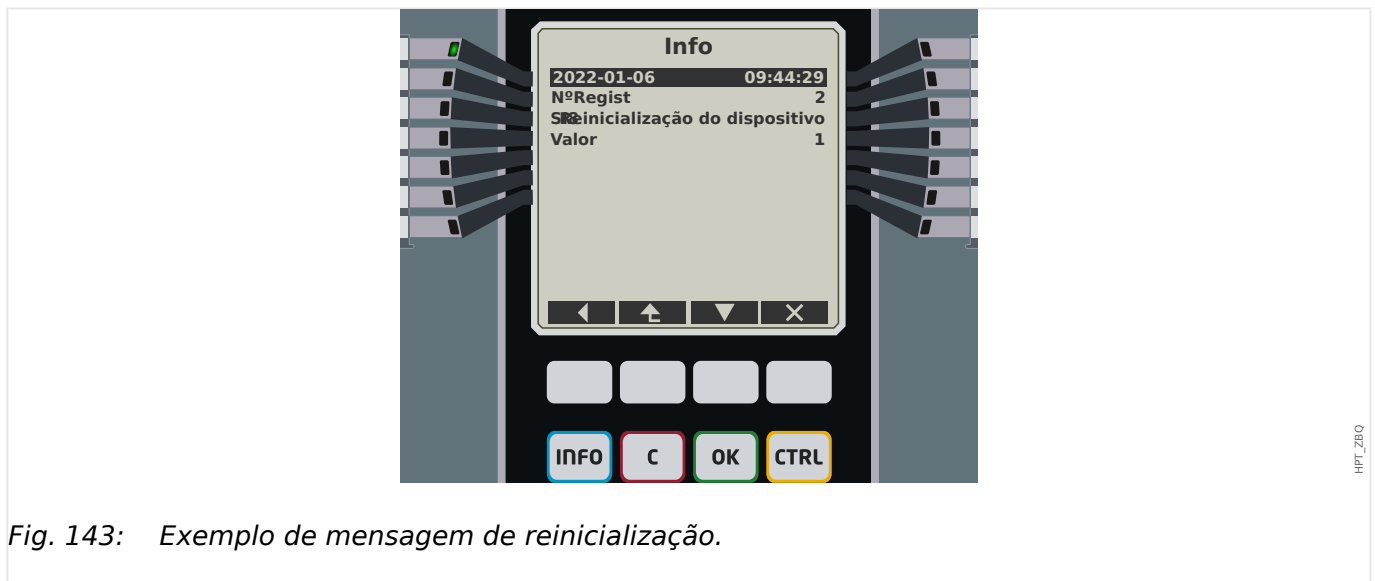 Info
2022-01-06 09:44:29
NºRegist 2
Reinicialização do dispositivo
Valor 1
INFO C OK CTRL
HPT_ZBQ
Fig. 143: Exemplo de mensagem de reinicialização.